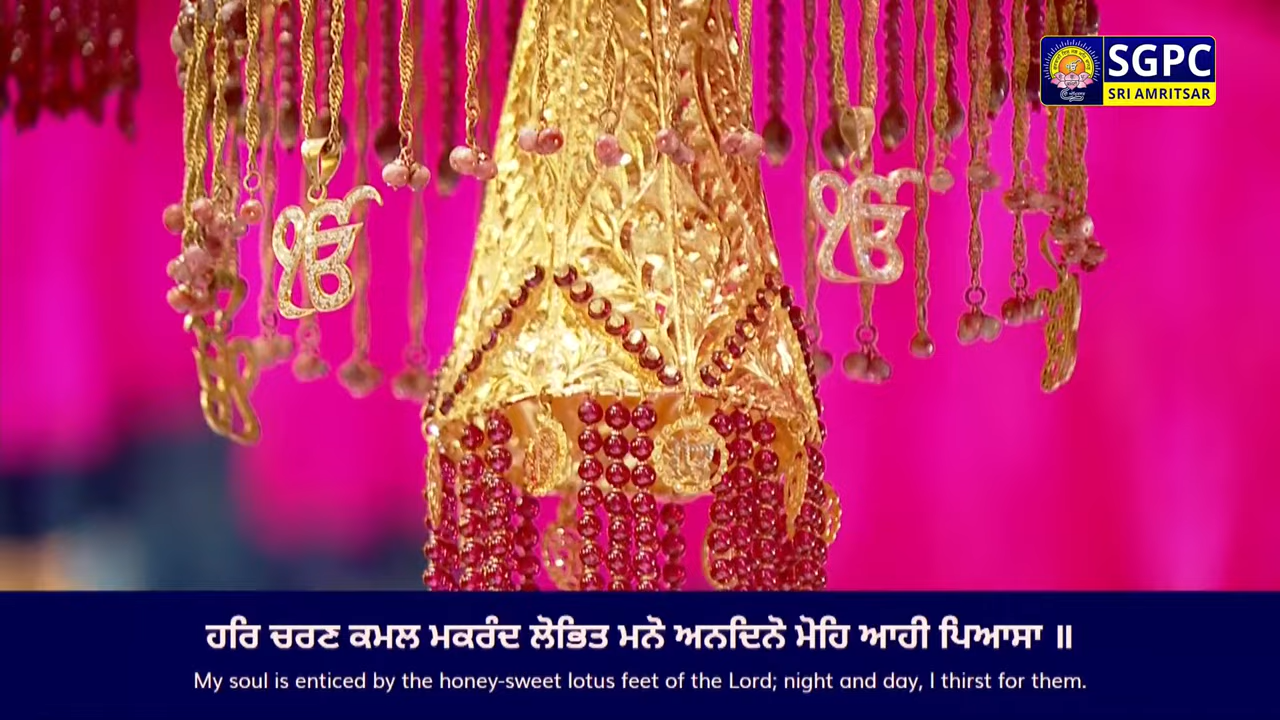 SGPC
SRI AMRITSAR
ਹਰਿ ਚਰਣ ਕਮਲ ਮਕਰੰਦ ਲੋਭਿਤ ਮਨੋ ਅਨਦਿਨੋ ਮੋਹਿ ਆਹੀ ਪਿਆਸਾ ॥
My soul is enticed by the honey-sweet lotus feet of the Lord; night and day, I thirst for them.